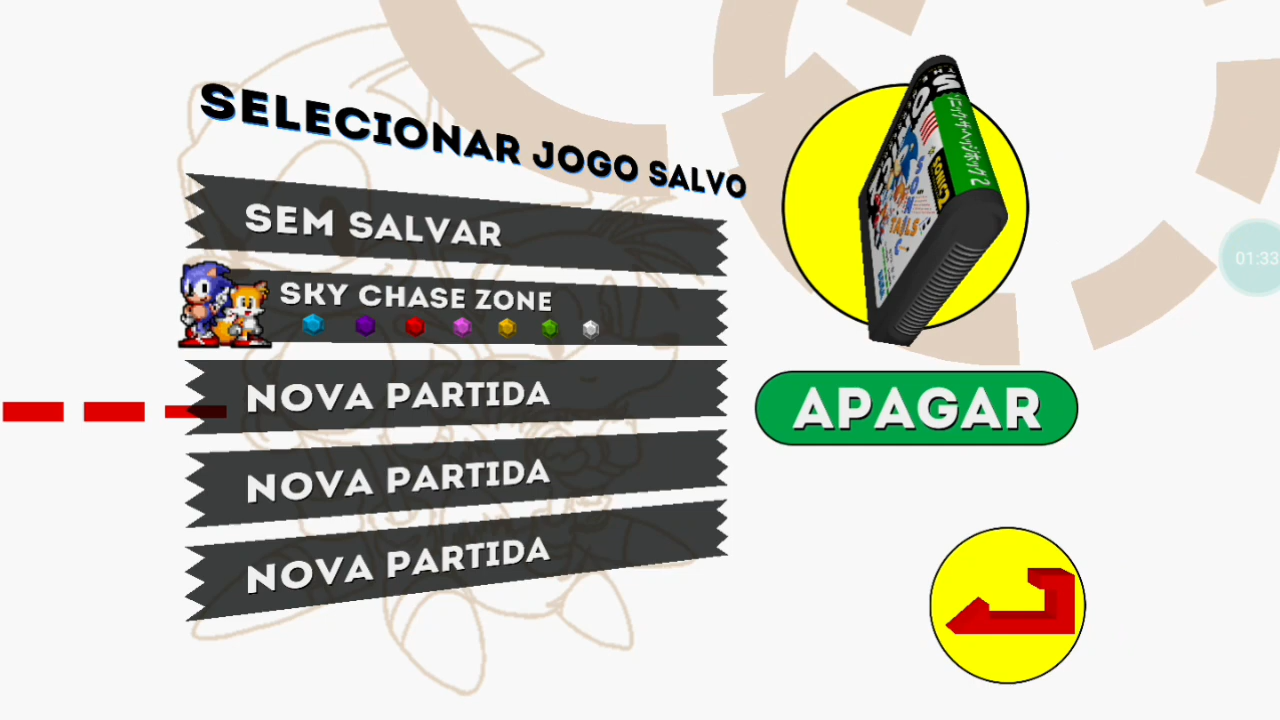 SELECIONAR JOGO SALVO
SEM SALVAR
SKY CHASE ZONE
NOVA PARTIDA
NOVA PARTIDA
NOVA PARTIDA
APAGAR
01:33